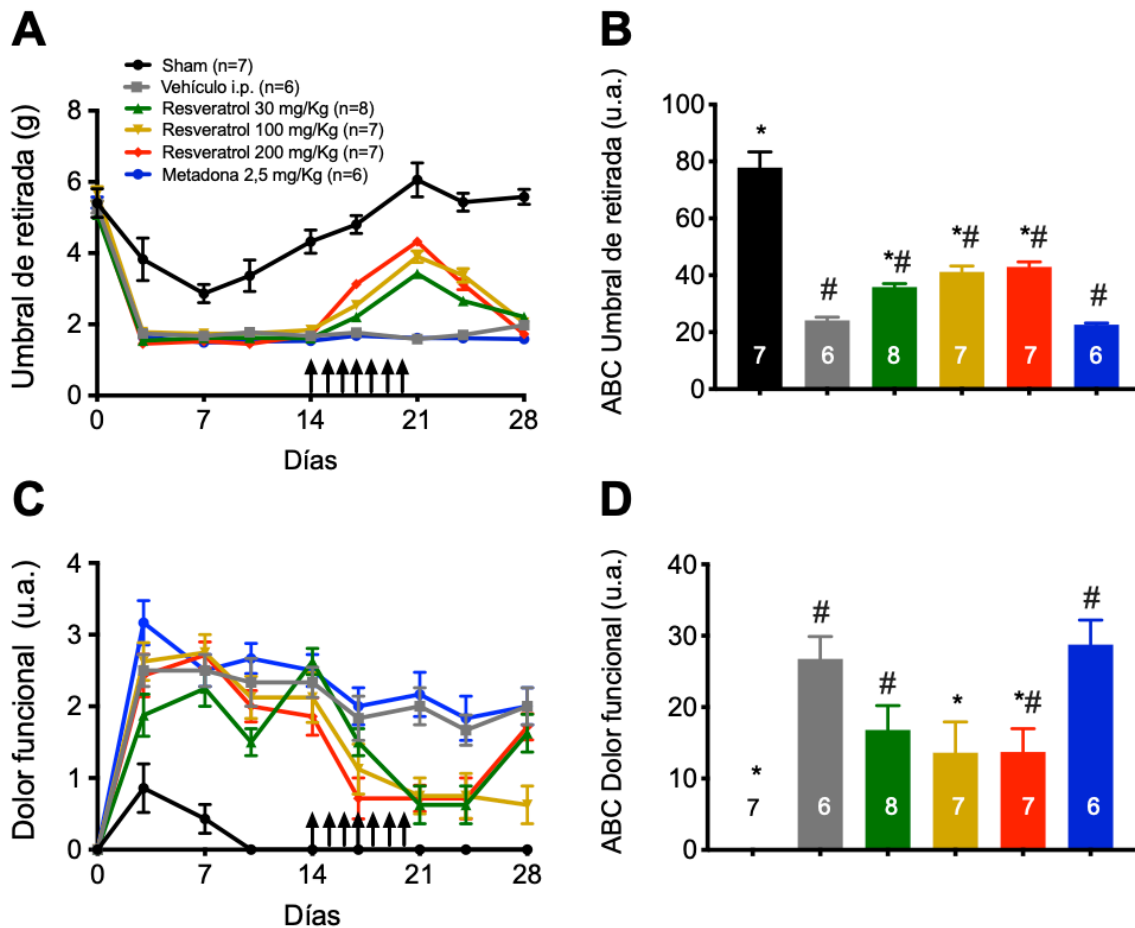 A
Sham (n=7)
Vehículo i.p. (n=6)
Resveratrol 30 mg/Kg (n=8)
Resveratrol 100 mg/Kg (n=7)
Resveratrol 200 mg/Kg (n=7)
Metadona 2,5 mg/Kg (n=6)
Umbral de retirada (g)
8
6
4
2
0
0 7 14 21 28
Días
B
ABC Umbral de retirada (u.a.)
100
80
60
40
20
0
* # *# *# *# #
7 6 8 7 7 6
C
Dolor funcional (u.a.)
4
3
2
1
0
0 7 14 21 28
Días
D
ABC Dolor funcional (u.a.)
40
30
20
10
0
* # # * *# #
7 6 8 7 7 6